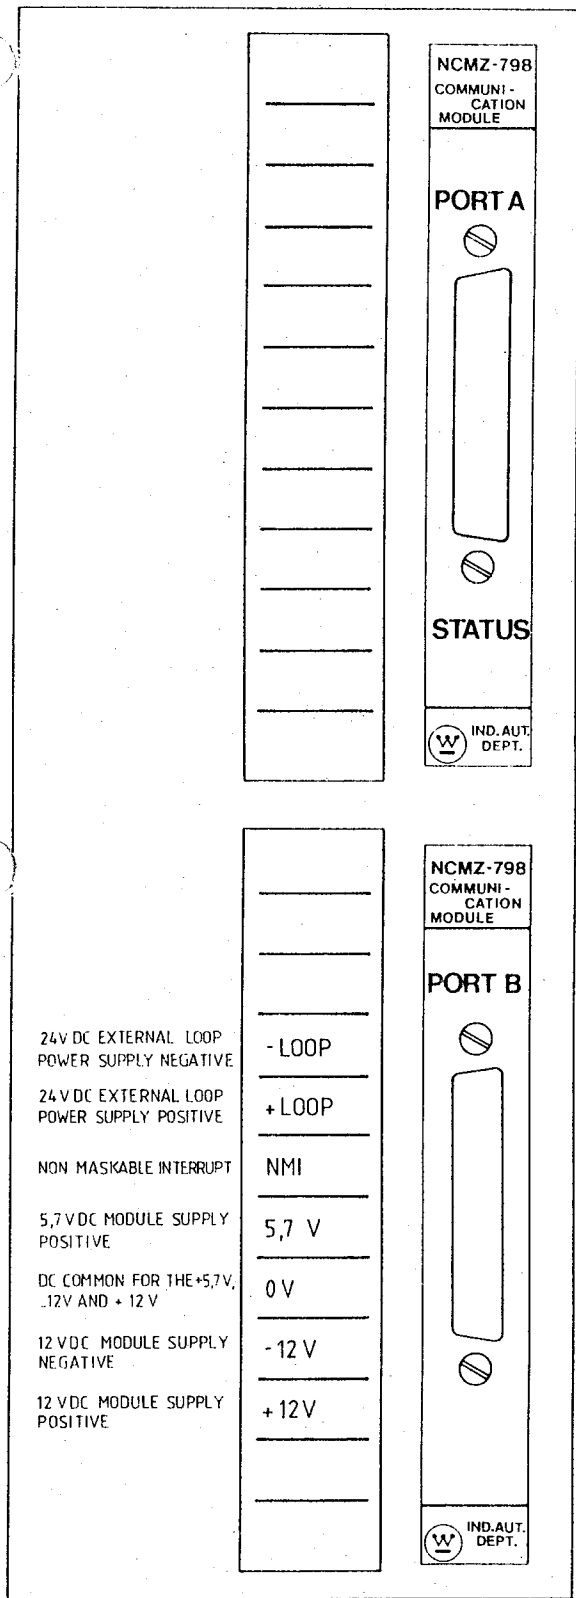 NCMZ-798
COMMUNI-
CATION
MODULE
PORT A
STATUS
W IND.AUT.
DEPT.
NCMZ-798
COMMUNI-
CATION
MODULE
PORT B
24V DC EXTERNAL LOOP
POWER SUPPLY NEGATIVE
- LOOP
24V DC EXTERNAL LOOP
POWER SUPPLY POSITIVE
+ LOOP
NON MASKABLE INTERRUPT
NMI
5,7 V DC MODULE SUPPLY
POSITIVE
5,7 V
DC COMMON FOR THE +5,7V,
-12V AND + 12 V
0 V
12 VDC MODULE SUPPLY
NEGATIVE
- 12 V
12 VDC MODULE SUPPLY
POSITIVE
+ 12 V
W IND.AUT.
DEPT.